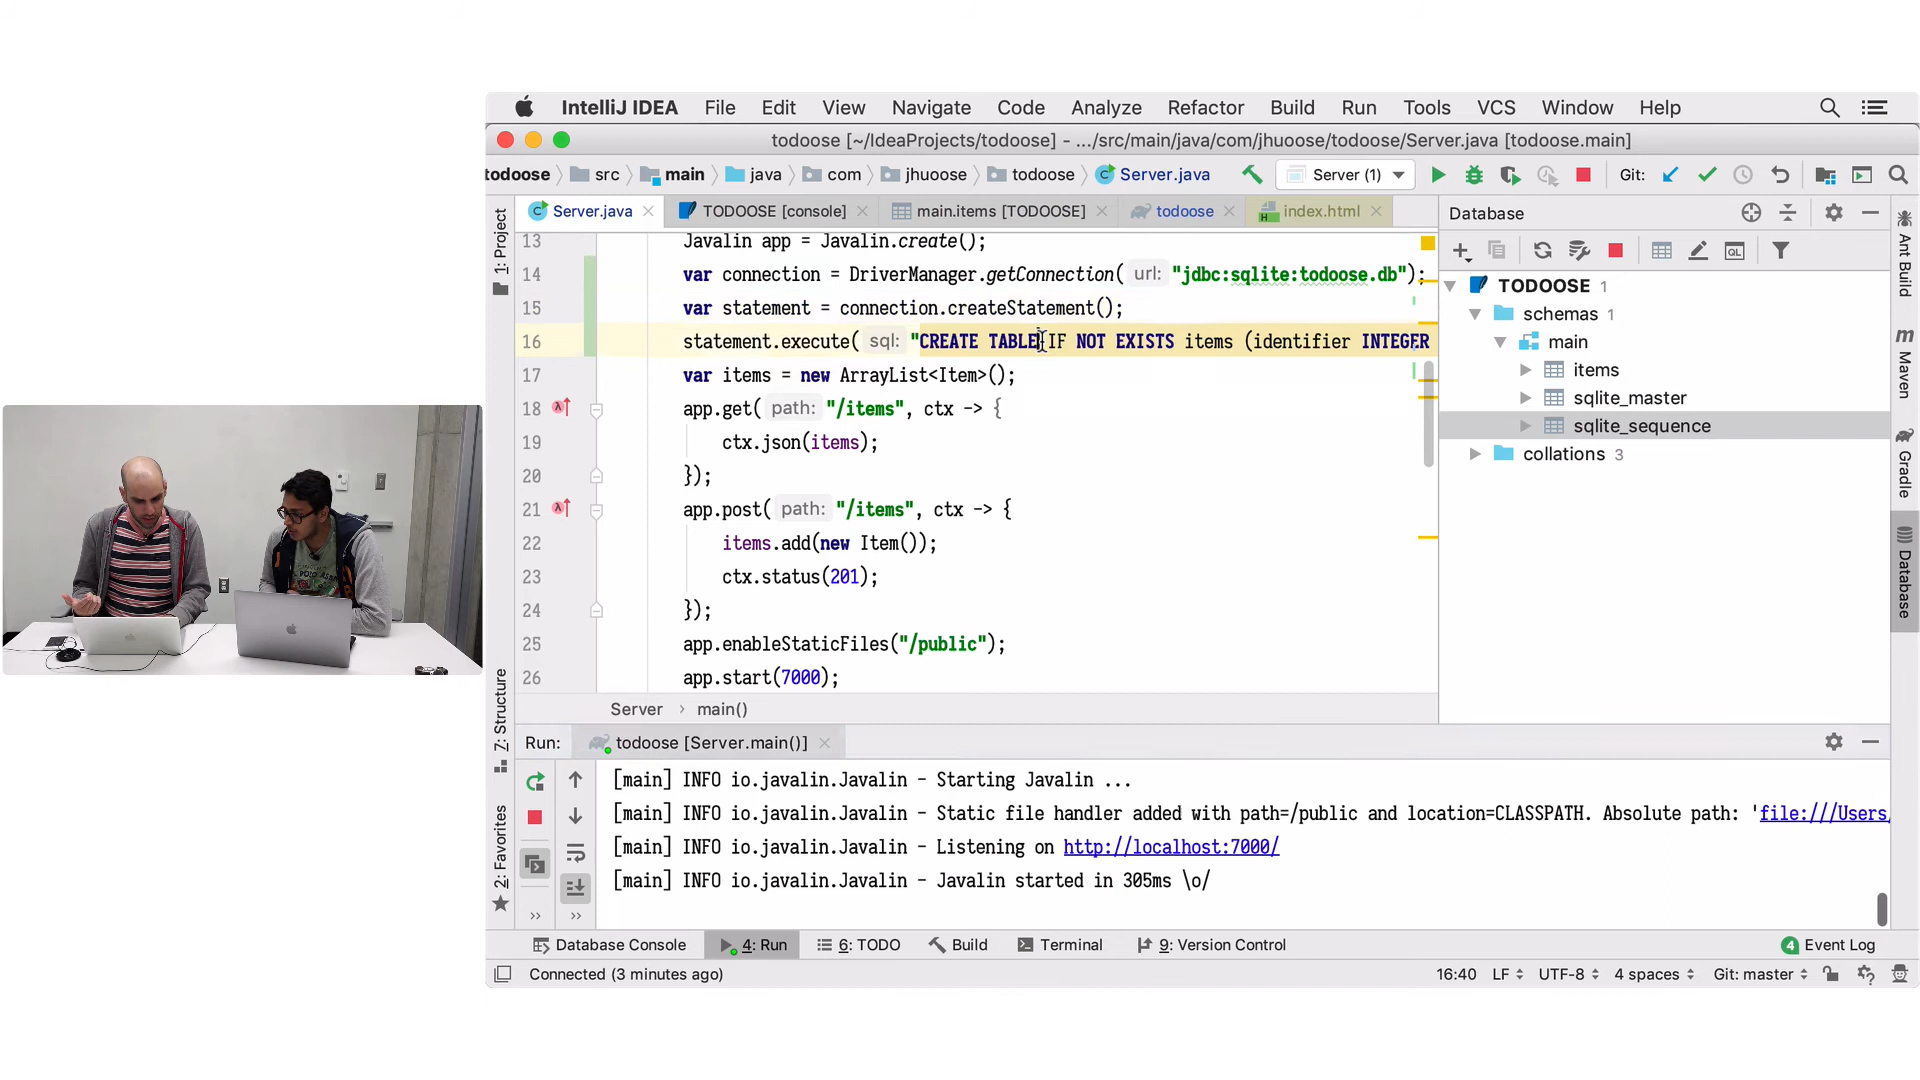 IntelliJ IDEA File Edit View Navigate Code Analyze Refactor Build Run Tools VCS Window Help
todoose [~/IdeaProjects/todoose] - .../src/main/java/com/jhuoose/todoose/Server.java [todoose.main]
todoose src main java com jhuoose todoose Server.java Server (1) Git:
Server.java TODOOSE [console] main.items [TODOOSE] todoose index.html
1: Project
13 Javalin app = Javalin.create();
14 var connection = DriverManager.getConnection( url: "jdbc:sqlite:todoose.db");
15 var statement = connection.createStatement();
16 statement.execute( sql: "CREATE TABLE IF NOT EXISTS items (identifier INTEGER
17 var items = new ArrayList<Item>();
18 app.get( path: "/items", ctx -> {
19 ctx.json(items);
20 });
21 app.post( path: "/items", ctx -> {
22 items.add(new Item());
23 ctx.status(201);
24 });
25 app.enableStaticFiles("/public");
26 app.start(7000);
Server › main()
Database
QL
TODOOSE 1
schemas 1
main
items
sqlite_master
sqlite_sequence
collations 3
Ant Build
m Maven
Gradle
Database
Z: Structure
2: Favorites
Run: todoose [Server.main()]
[main] INFO io.javalin.Javalin - Starting Javalin ...
[main] INFO io.javalin.Javalin - Static file handler added with path=/public and location=CLASSPATH. Absolute path: 'file:///Users/
[main] INFO io.javalin.Javalin - Listening on http://localhost:7000/
[main] INFO io.javalin.Javalin - Javalin started in 305ms \o/
Database Console 4: Run 6: TODO Build Terminal 9: Version Control 4 Event Log
Connected (3 minutes ago) 16:40 LF UTF-8 4 spaces Git: master